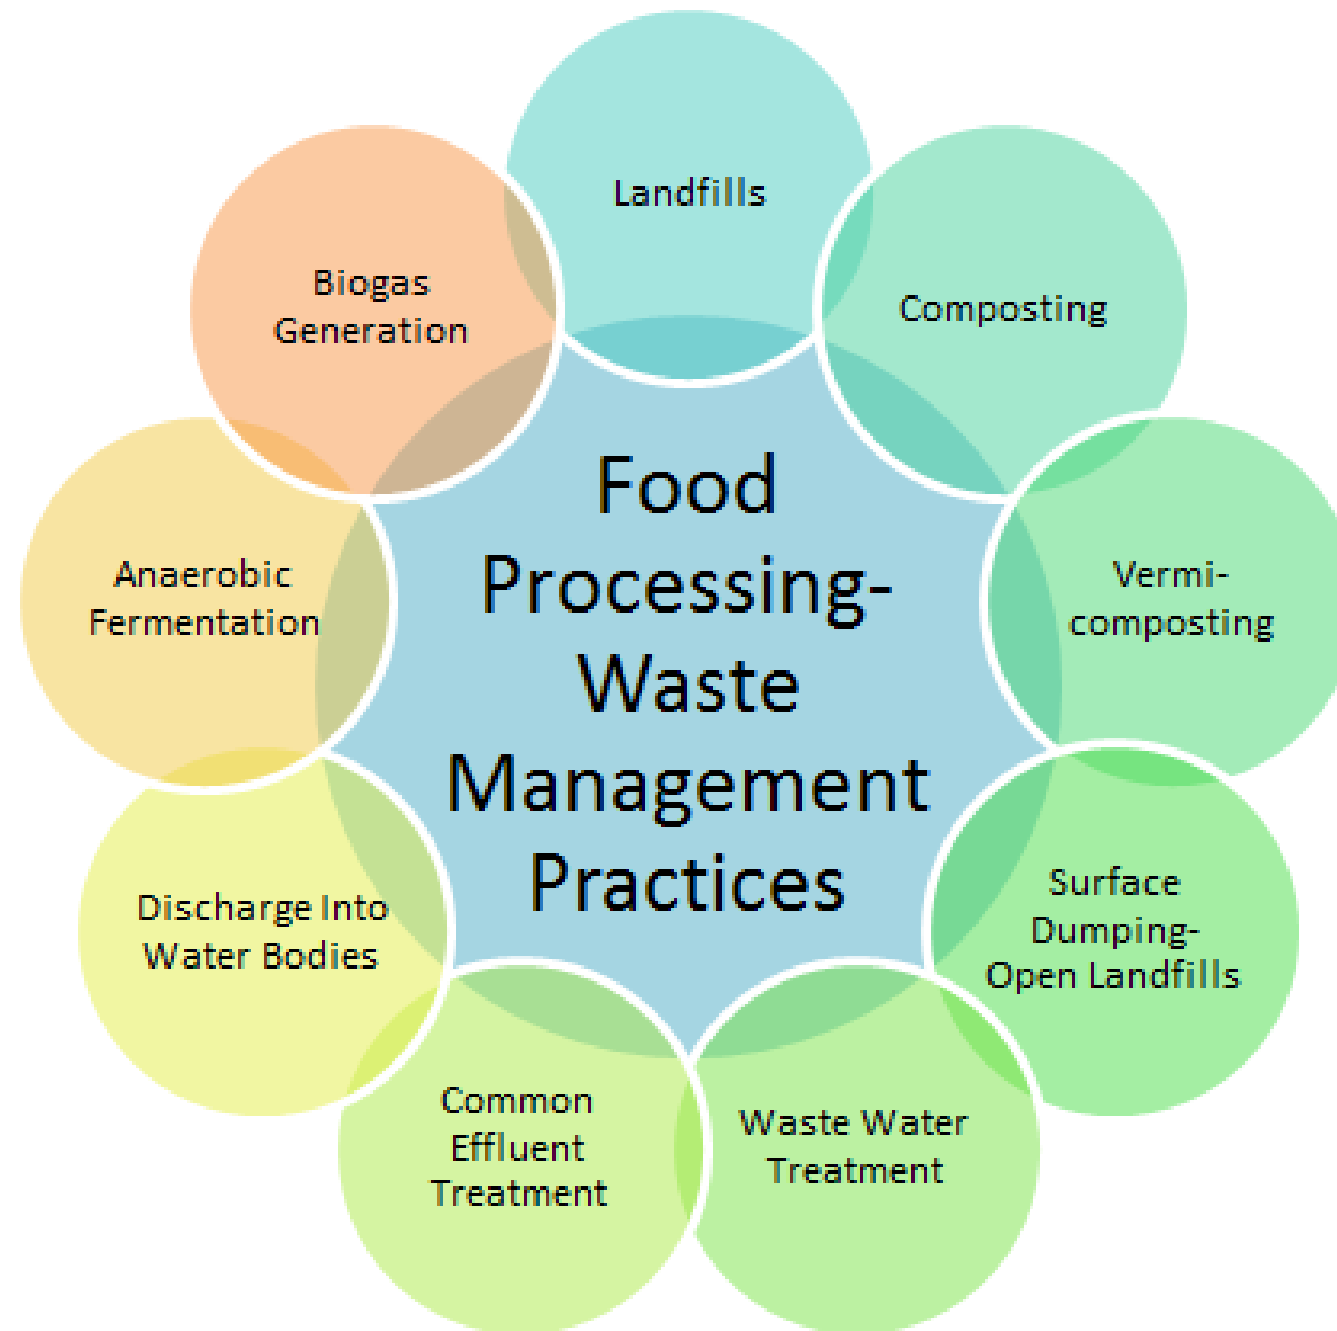 Landfills
Composting
Vermi-
composting
Surface
Dumping-
Open Landfills
Waste Water
Treatment
Common
Effluent
Treatment
Discharge Into
Water Bodies
Anaerobic
Fermentation
Biogas
Generation
Food
Processing-
Waste
Management
Practices